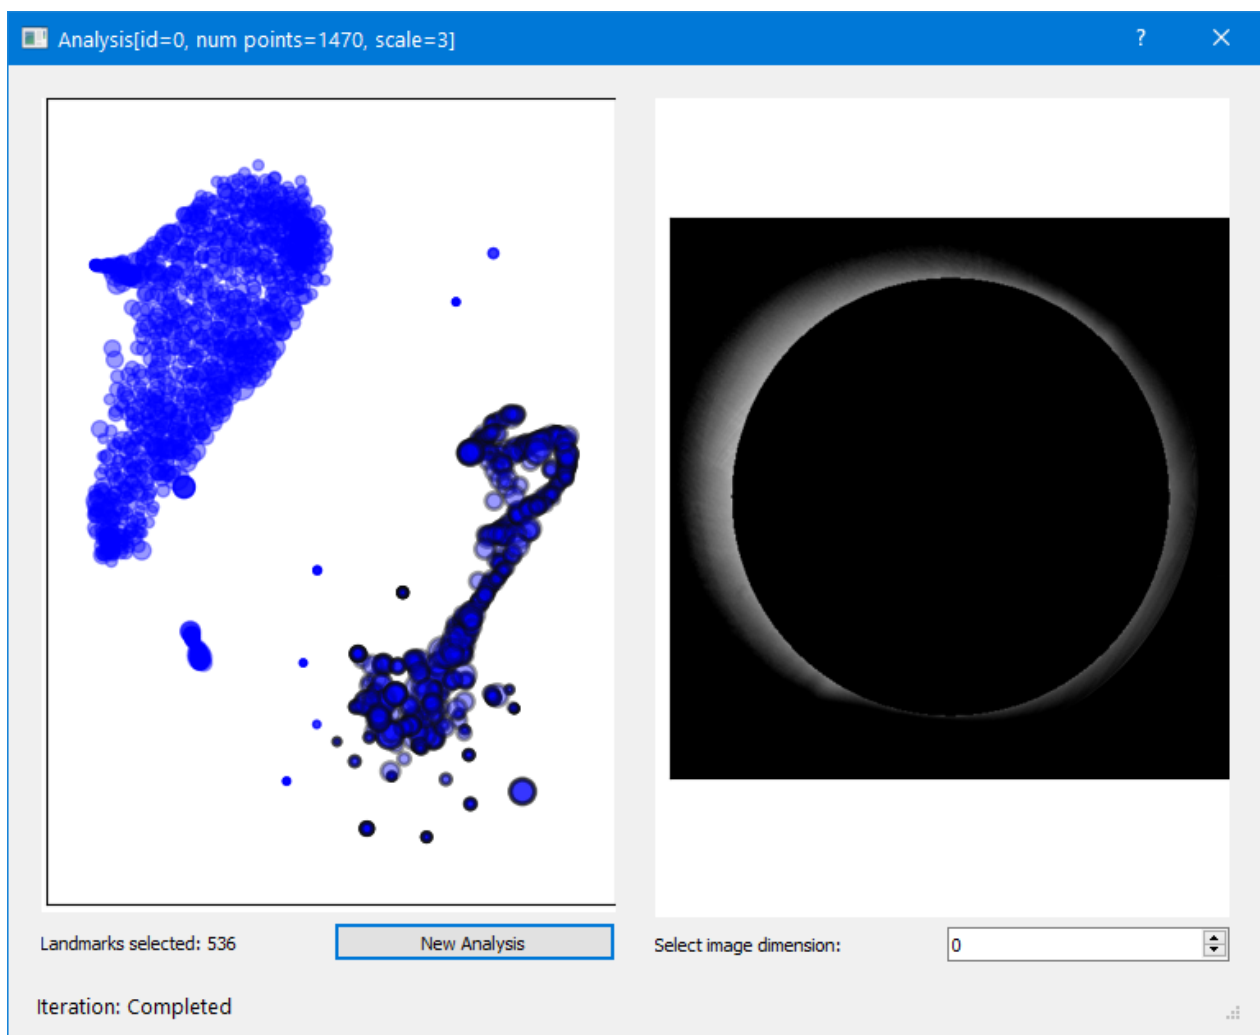 Analysis[id=0, num points=1470, scale=3]
Landmarks selected: 536
New Analysis
Select image dimension:
0
Iteration: Completed